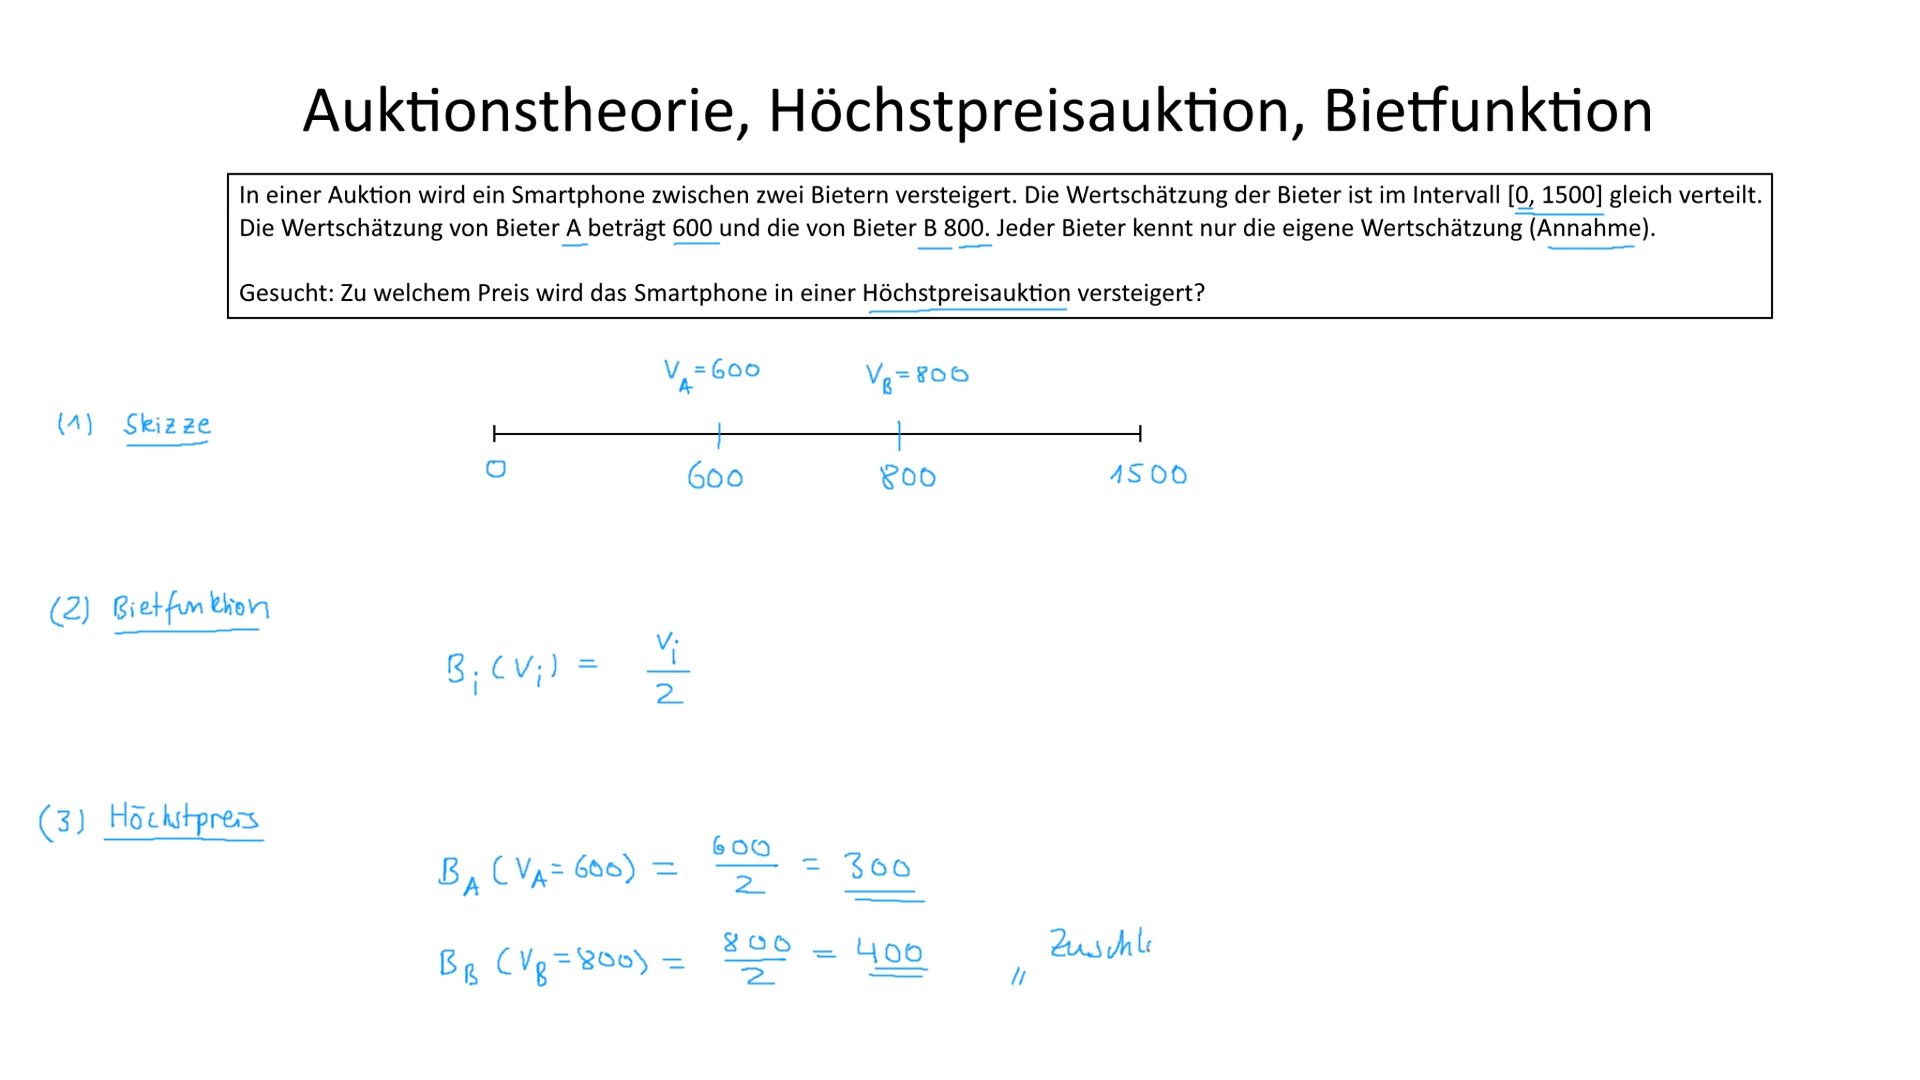 Auktionstheorie, Höchstpreisauktion, Bietfunktion
In einer Auktion wird ein Smartphone zwischen zwei Bietern versteigert. Die Wertschätzung der Bieter ist im Intervall [0, 1500] gleich verteilt.
Die Wertschätzung von Bieter A beträgt 600 und die von Bieter B 800. Jeder Bieter kennt nur die eigene Wertschätzung (Annahme).
Gesucht: Zu welchem Preis wird das Smartphone in einer Höchstpreisauktion versteigert?
V_A = 600 V_B = 800
(1) Skizze
0 600 800 1500
(2) Bietfunktion
B_i (V_i) = V_i / 2
(3) Höchstpreis
B_A (V_A = 600) = 600 / 2 = 300
B_B (V_B = 800) = 800 / 2 = 400 „ Zuschl